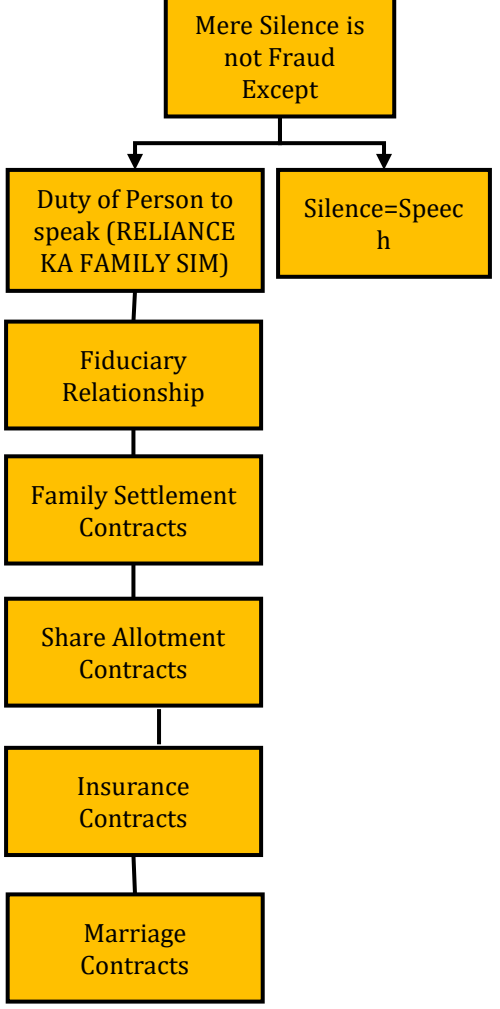 Mere Silence is
not Fraud
Except
Duty of Person to
speak (RELIANCE
KA FAMILY SIM)
Silence=Speec
h
Fiduciary
Relationship
Family Settlement
Contracts
Share Allotment
Contracts
Insurance
Contracts
Marriage
Contracts